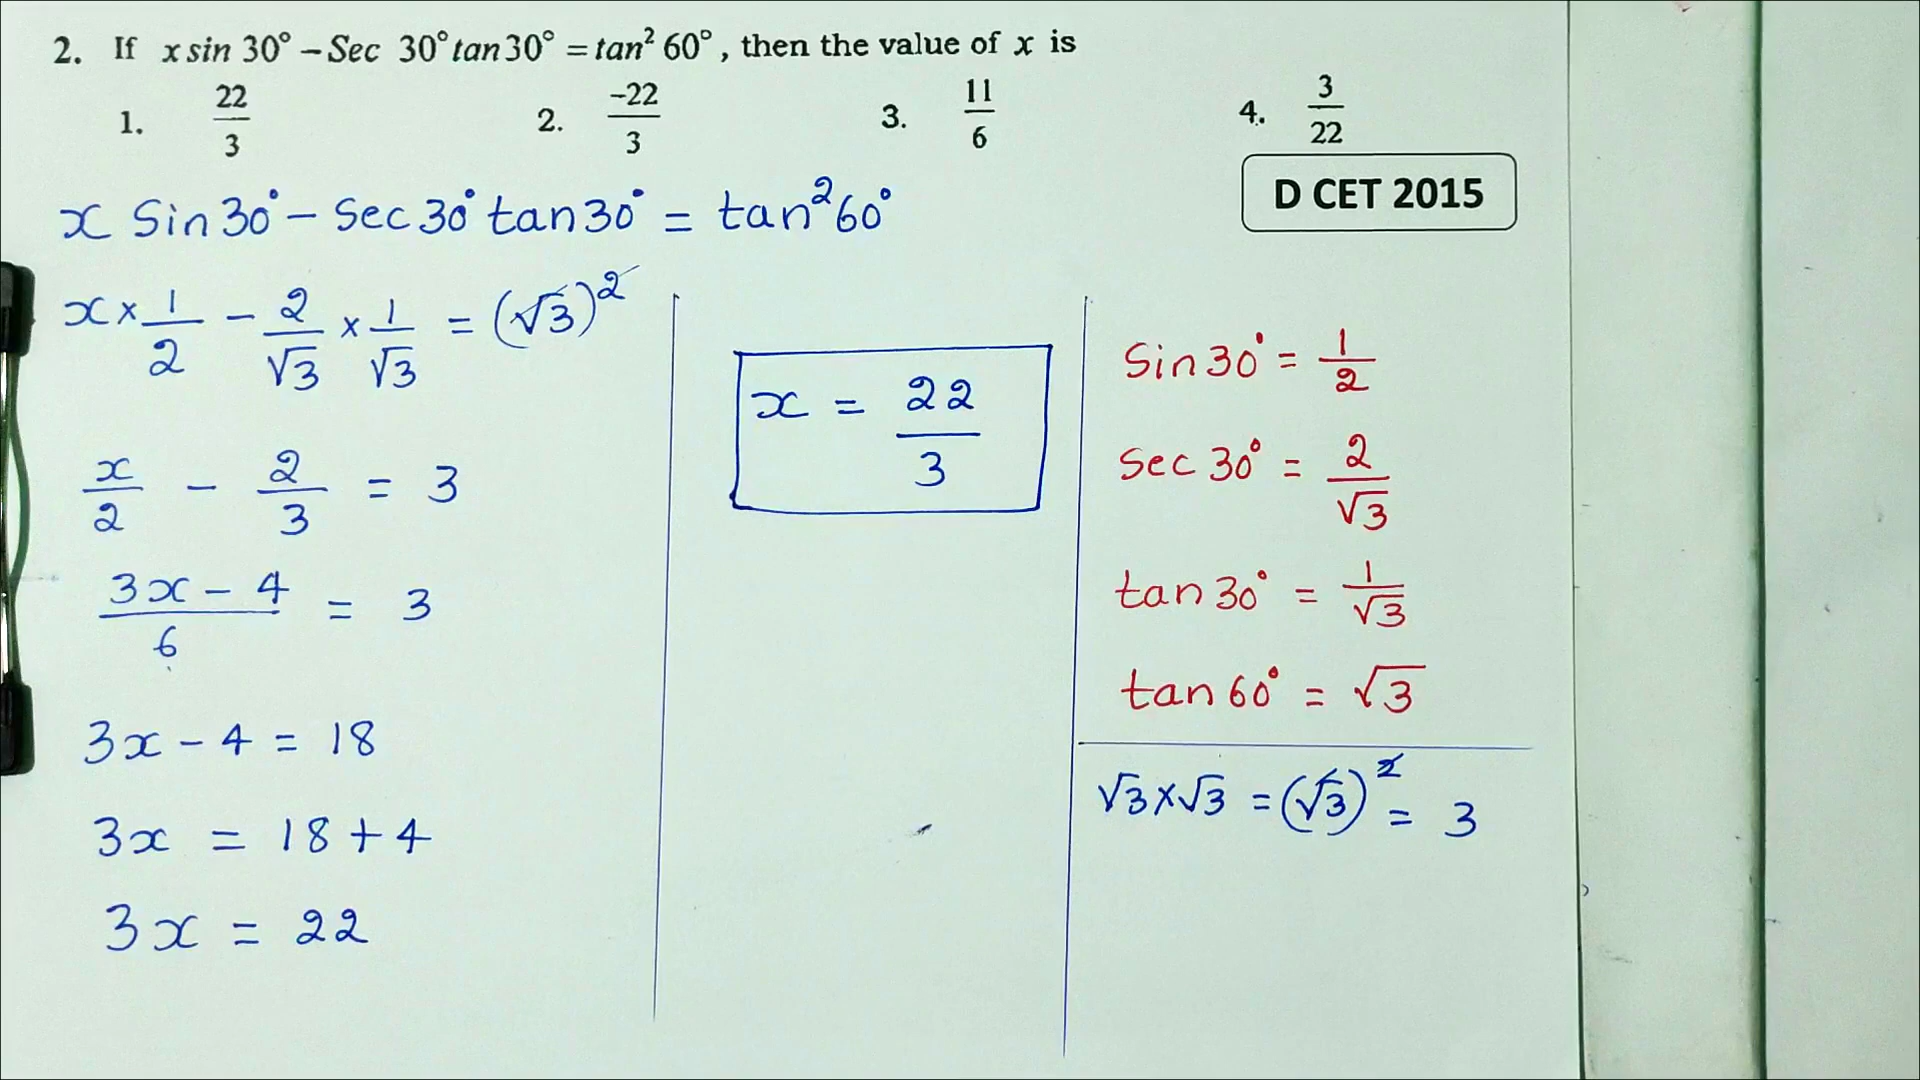 2. If x sin 30° – Sec 30° tan 30° = tan² 60°, then the value of x is
1. 22/3 2. -22/3 3. 11/6 4. 3/22
D CET 2015
x Sin 30° – Sec 30° tan 30° = tan² 60°
x × 1/2 – 2/√3 × 1/√3 = (√3)²
x/2 – 2/3 = 3
(3x – 4)/6 = 3
3x – 4 = 18
3x = 18 + 4
3x = 22
x = 22/3
Sin 30° = 1/2
Sec 30° = 2/√3
tan 30° = 1/√3
tan 60° = √3
√3 × √3 = (√3)² = 3